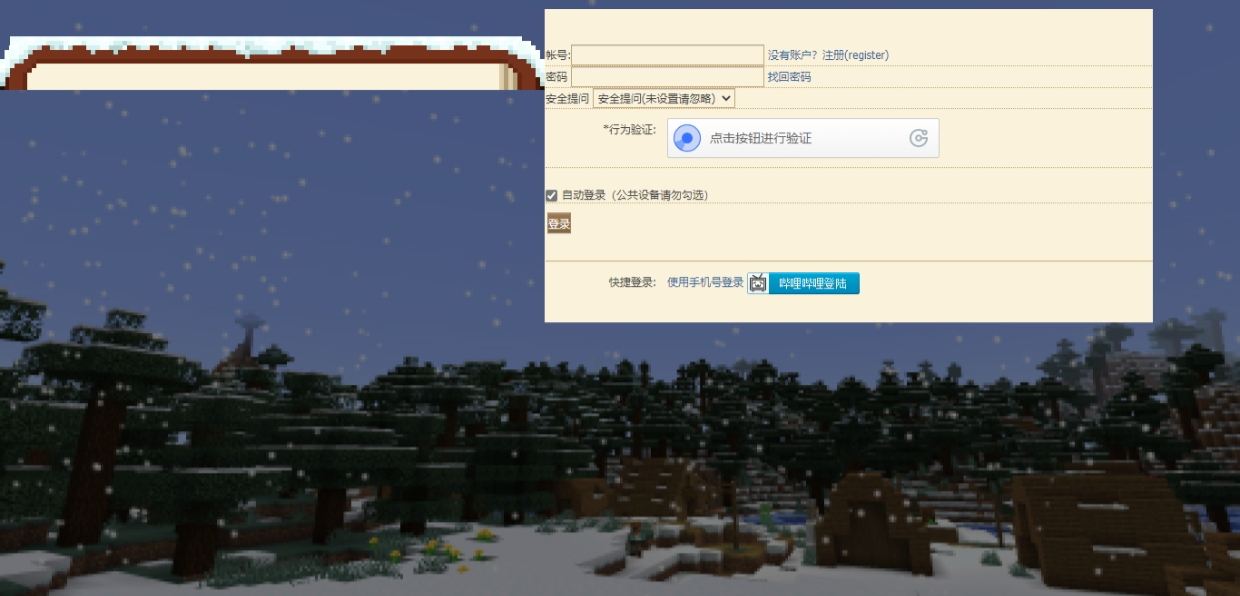 帐号: 没有账户？注册(register)
密码 找回密码
安全提问 安全提问(未设置请忽略)
*行为验证: 点击按钮进行验证
自动登录（公共设备请勿勾选）
登录
快捷登录: 使用手机号登录 哔哩哔哩登陆